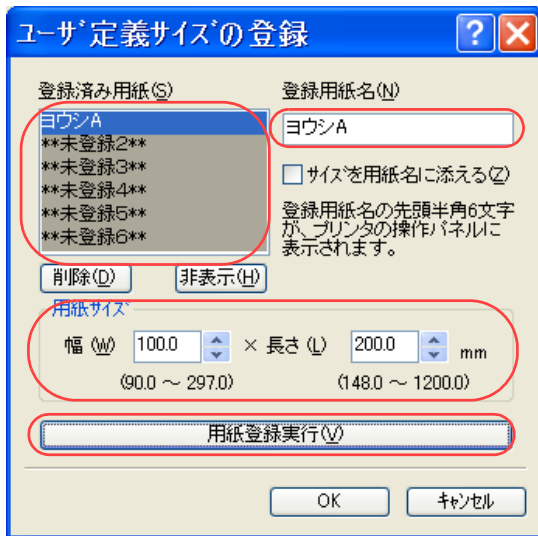 ﾕｰｻﾞ定義ｻｲｽﾞの登録
登録済み用紙(S)
ヨウシA
**未登録2**
**未登録3**
**未登録4**
**未登録5**
**未登録6**
削除(D)
非表示(H)
登録用紙名(N)
ヨウシA
ｻｲｽﾞを用紙名に添える(Z)
登録用紙名の先頭半角6文字
が、プリンタの操作パネルに
表示されます。
用紙ｻｲｽﾞ
幅 (W) 100.0 × 長さ (L) 200.0 mm
(90.0 ～ 297.0) (148.0 ～ 1200.0)
用紙登録実行(V)
OK ｷｬﾝｾﾙ